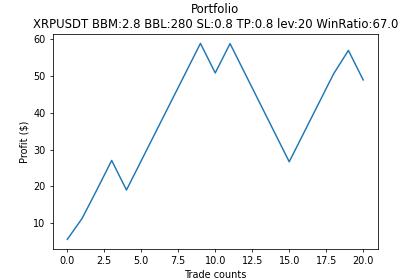 Portfolio
XRPUSDT BBM:2.8 BBL:280 SL:0.8 TP:0.8 lev:20 WinRatio:67.0
60
50
40
30
20
10
Profit ($)
0.0 2.5 5.0 7.5 10.0 12.5 15.0 17.5 20.0
Trade counts